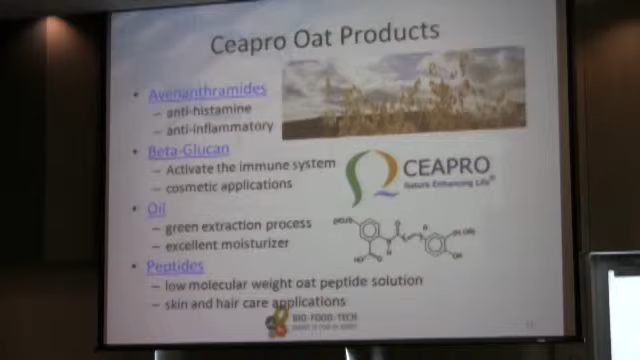 Ceapro Oat Products
• Avenanthramides
– anti-histamine
– anti-inflammatory
• Beta-Glucan
– Activate the immune system
– cosmetic applications
• Oil
– green extraction process
– excellent moisturizer
• Peptides
– low molecular weight oat peptide solution
– skin and hair care applications
CEAPRO
Nature Enhancing Life®
BIO·FOOD·TECH